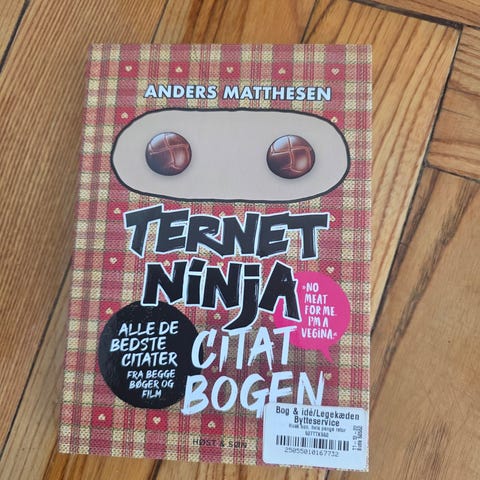 ANDERS MATTHESEN
TERNET
NINJA
CITAT
BOGEN
»NO
MEAT
FOR ME.
I'M A
VEGINA«
ALLE DE
BEDSTE
CITATER
FRA BEGGE
BØGER OG
FILM
HØST & SØN
Bog & idé/Legekæden
Bytteservice
25055010167732